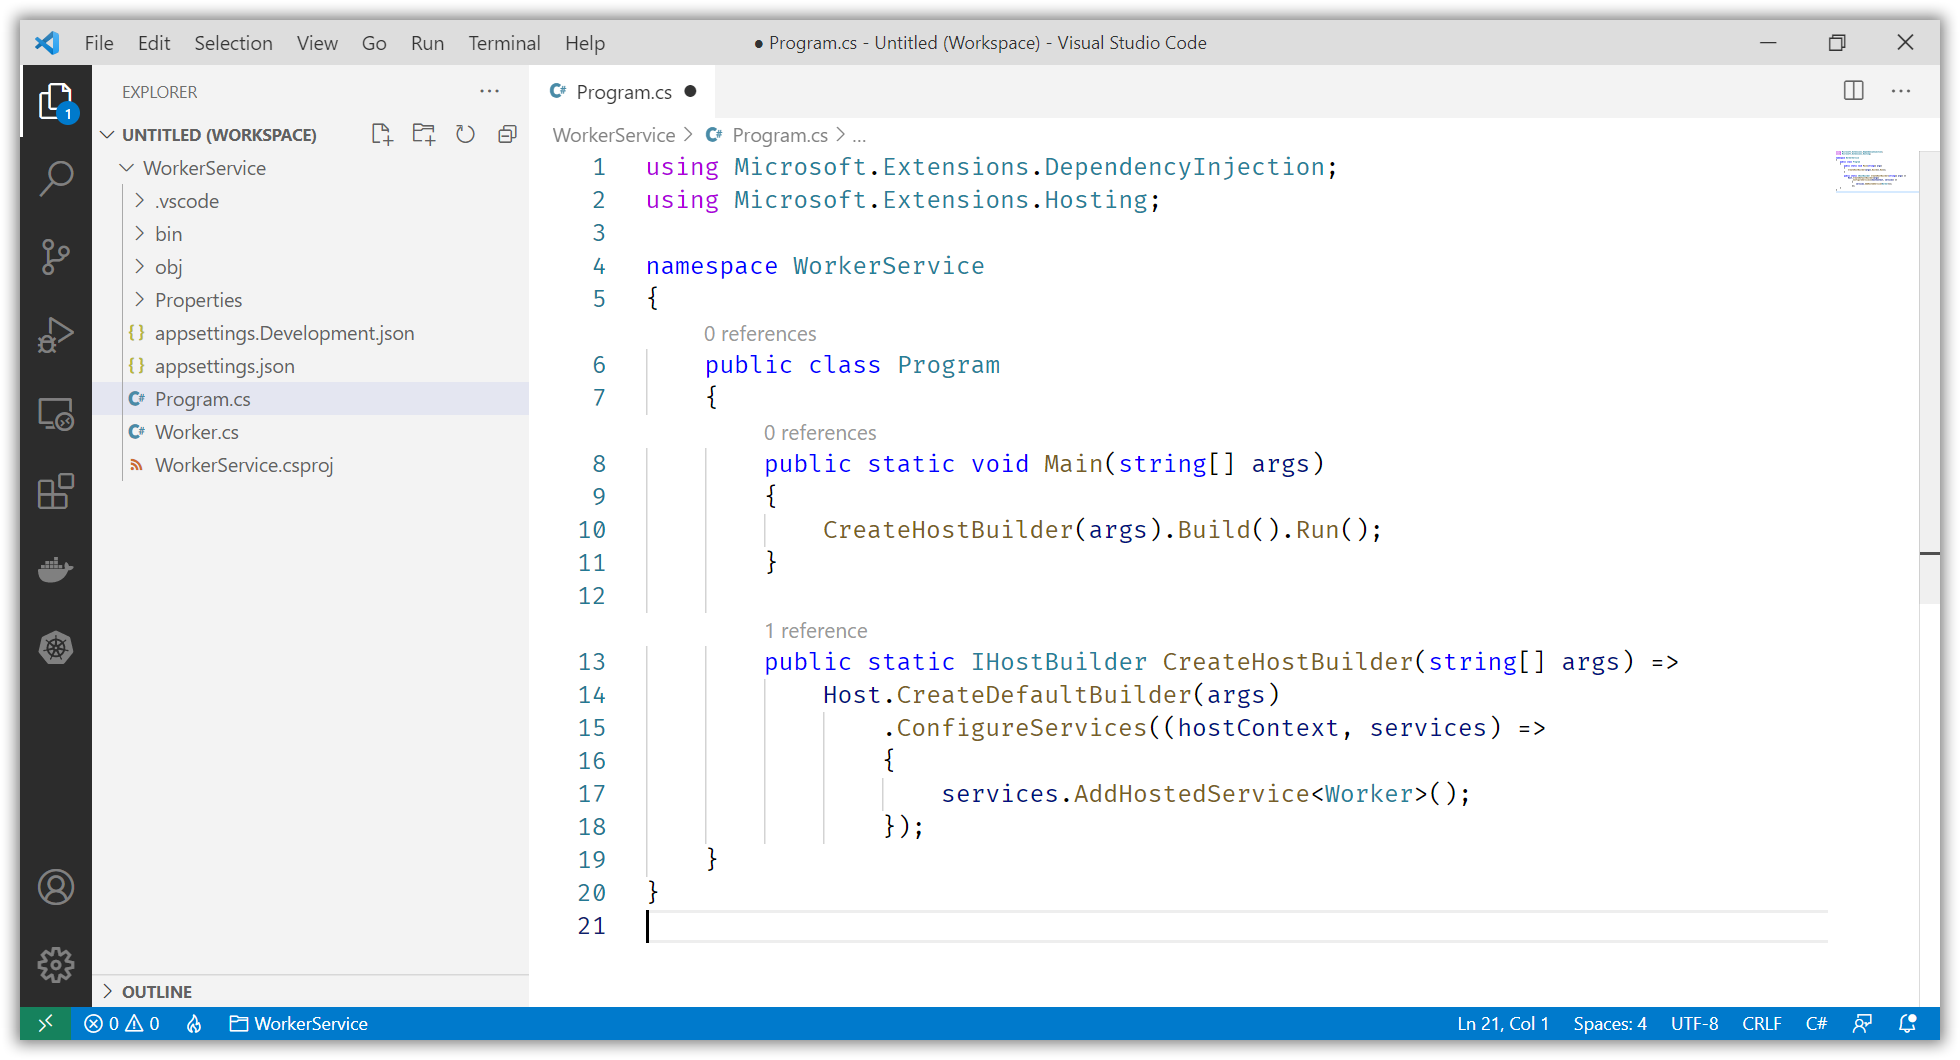 File Edit Selection View Go Run Terminal Help
● Program.cs - Untitled (Workspace) - Visual Studio Code
EXPLORER
1
UNTITLED (WORKSPACE)
WorkerService
.vscode
bin
obj
Properties
{} appsettings.Development.json
{} appsettings.json
C# Program.cs
C# Worker.cs
WorkerService.csproj
OUTLINE
C# Program.cs ●
WorkerService > C# Program.cs > ...
1 using Microsoft.Extensions.DependencyInjection;
2 using Microsoft.Extensions.Hosting;
3
4 namespace WorkerService
5 {
0 references
6 public class Program
7 {
0 references
8 public static void Main(string[] args)
9 {
10 CreateHostBuilder(args).Build().Run();
11 }
12
1 reference
13 public static IHostBuilder CreateHostBuilder(string[] args) =>
14 Host.CreateDefaultBuilder(args)
15 .ConfigureServices((hostContext, services) =>
16 {
17 services.AddHostedService<Worker>();
18 });
19 }
20 }
21
0 0 WorkerService Ln 21, Col 1 Spaces: 4 UTF-8 CRLF C#